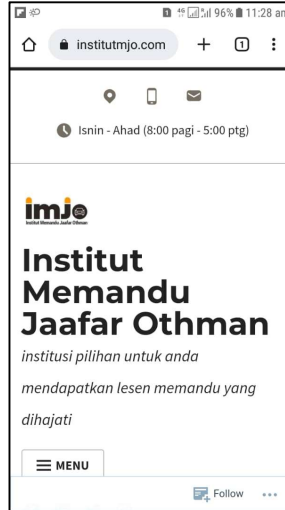 96% 11:28 am
institutmjo.com
1
Isnin - Ahad (8:00 pagi - 5:00 ptg)
imjo
Institut Memandu Jaafar Othman
Institut
Memandu
Jaafar Othman
institusi pilihan untuk anda
mendapatkan lesen memandu yang
dihajati
MENU
Follow